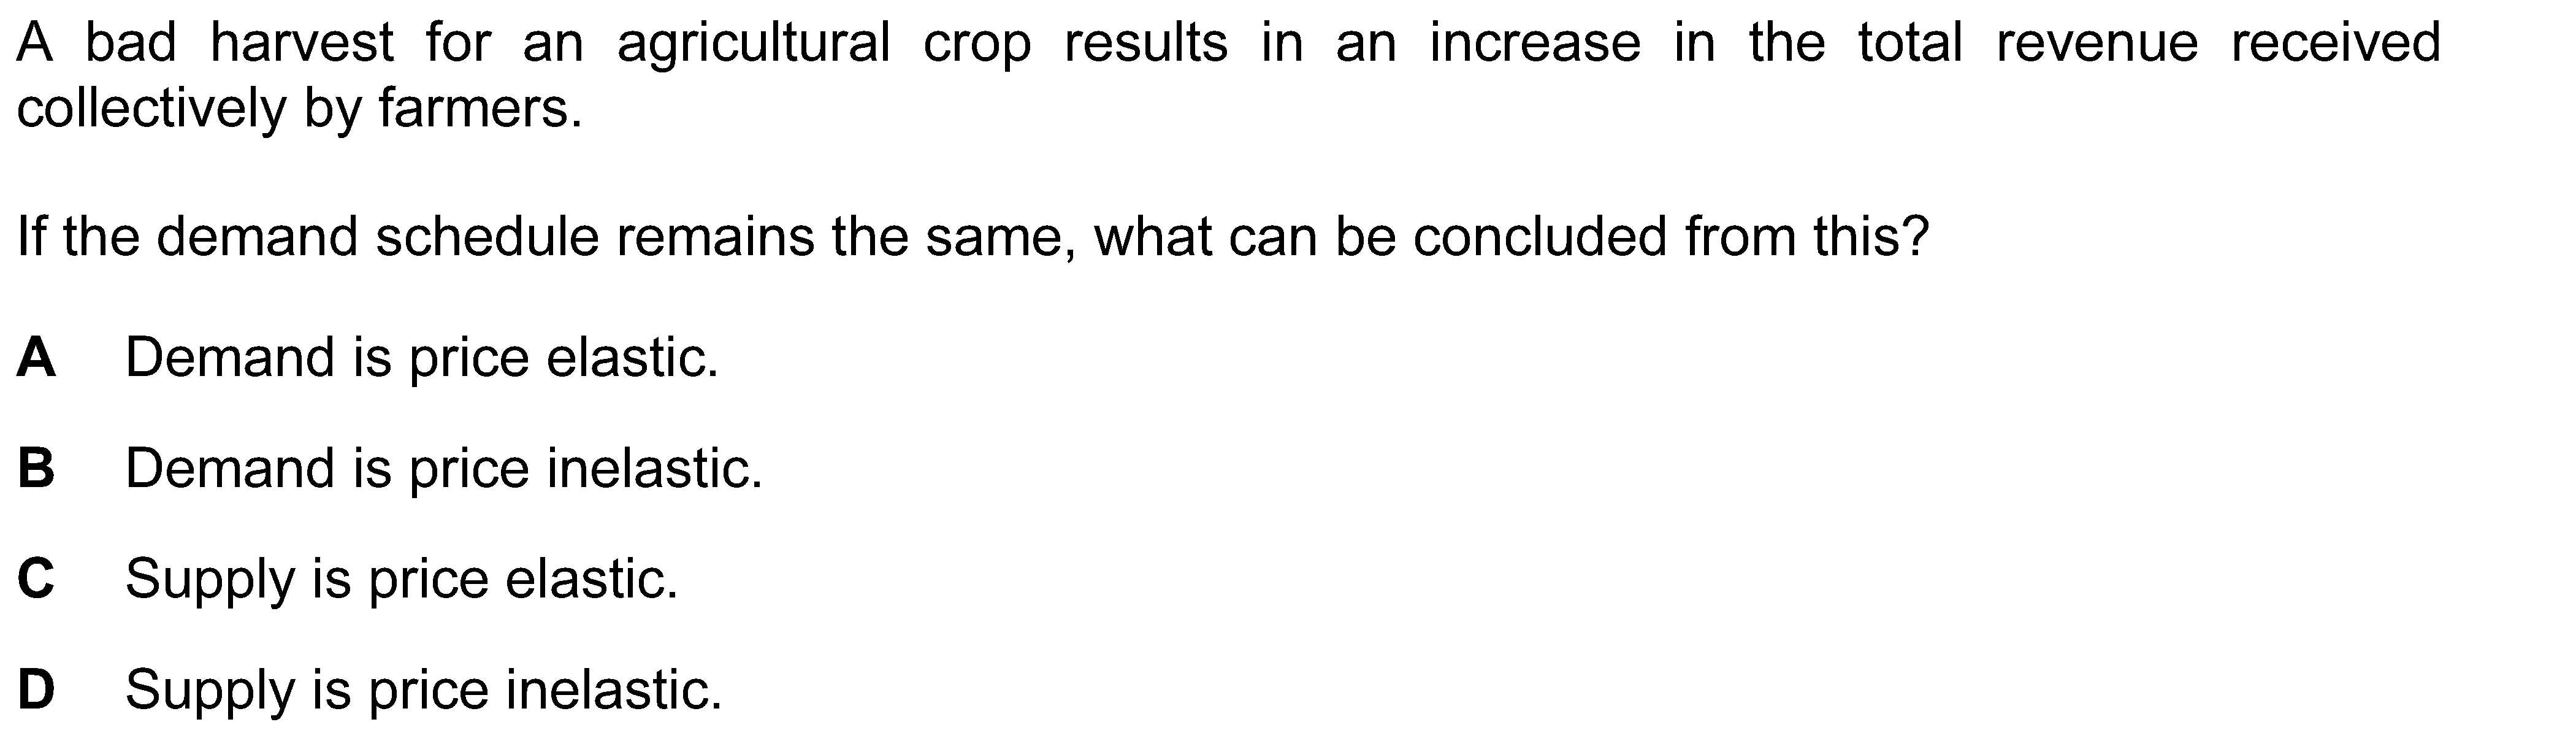 A bad harvest for an agricultural crop results in an increase in the total revenue received
collectively by farmers.
If the demand schedule remains the same, what can be concluded from this?
A Demand is price elastic.
B Demand is price inelastic.
C Supply is price elastic.
D Supply is price inelastic.